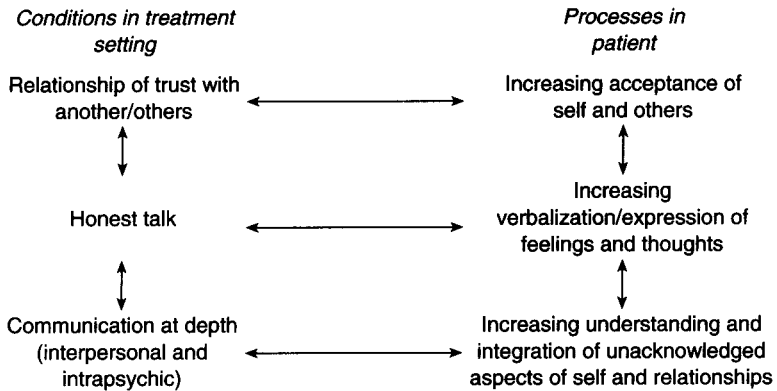 Conditions in treatment
setting
Processes in
patient
Relationship of trust with
another/others
Increasing acceptance of
self and others
Honest talk
Increasing
verbalization/expression of
feelings and thoughts
Communication at depth
(interpersonal and
intrapsychic)
Increasing understanding and
integration of unacknowledged
aspects of self and relationships